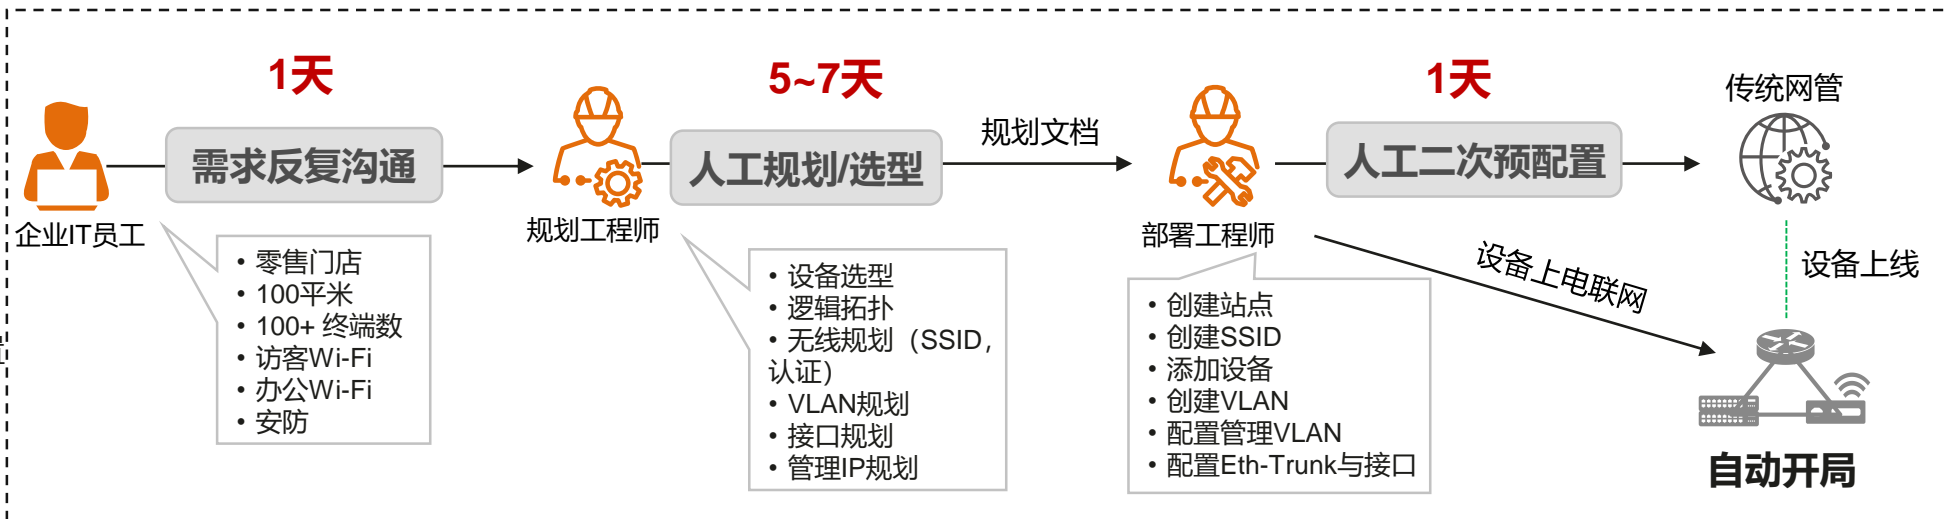 1天
5~7天
1天
传统网管
需求反复沟通
人工规划/选型
规划文档
人工二次预配置
企业IT员工
规划工程师
部署工程师
• 零售门店
• 100平米
• 100+ 终端数
• 访客Wi-Fi
• 办公Wi-Fi
• 安防
• 设备选型
• 逻辑拓扑
• 无线规划（SSID，
认证）
• VLAN规划
• 接口规划
• 管理IP规划
• 创建站点
• 创建SSID
• 添加设备
• 创建VLAN
• 配置管理VLAN
• 配置Eth-Trunk与接口
设备上电联网
设备上线
自动开局